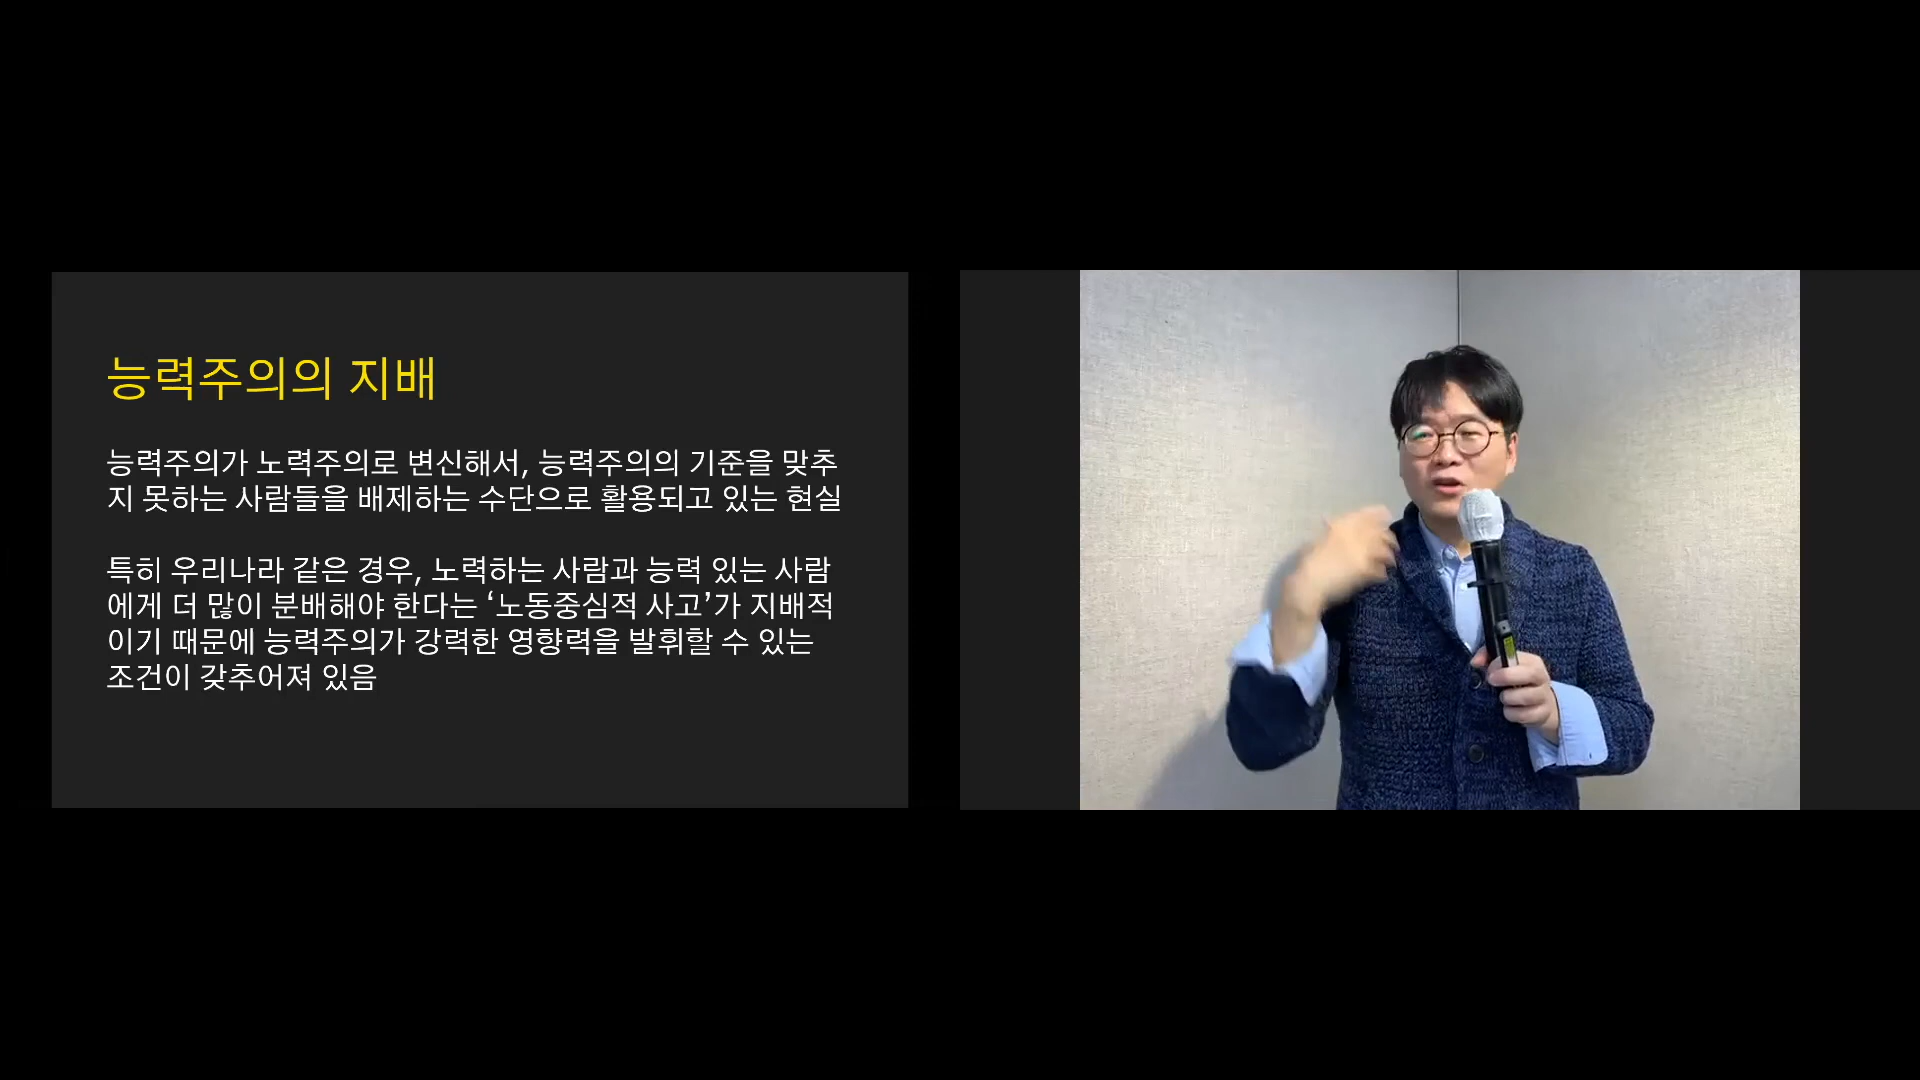 능력주의의 지배
능력주의가 노력주의로 변신해서, 능력주의의 기준을 맞추
지 못하는 사람들을 배제하는 수단으로 활용되고 있는 현실
특히 우리나라 같은 경우, 노력하는 사람과 능력 있는 사람
에게 더 많이 분배해야 한다는 ‘노동중심적 사고’가 지배적
이기 때문에 능력주의가 강력한 영향력을 발휘할 수 있는
조건이 갖추어져 있음